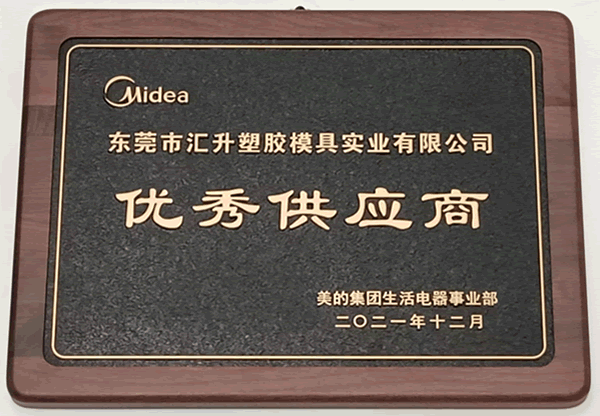 Midea
东莞市汇升塑胶模具实业有限公司
优秀供应商
美的集团生活电器事业部
二〇二一年十二月